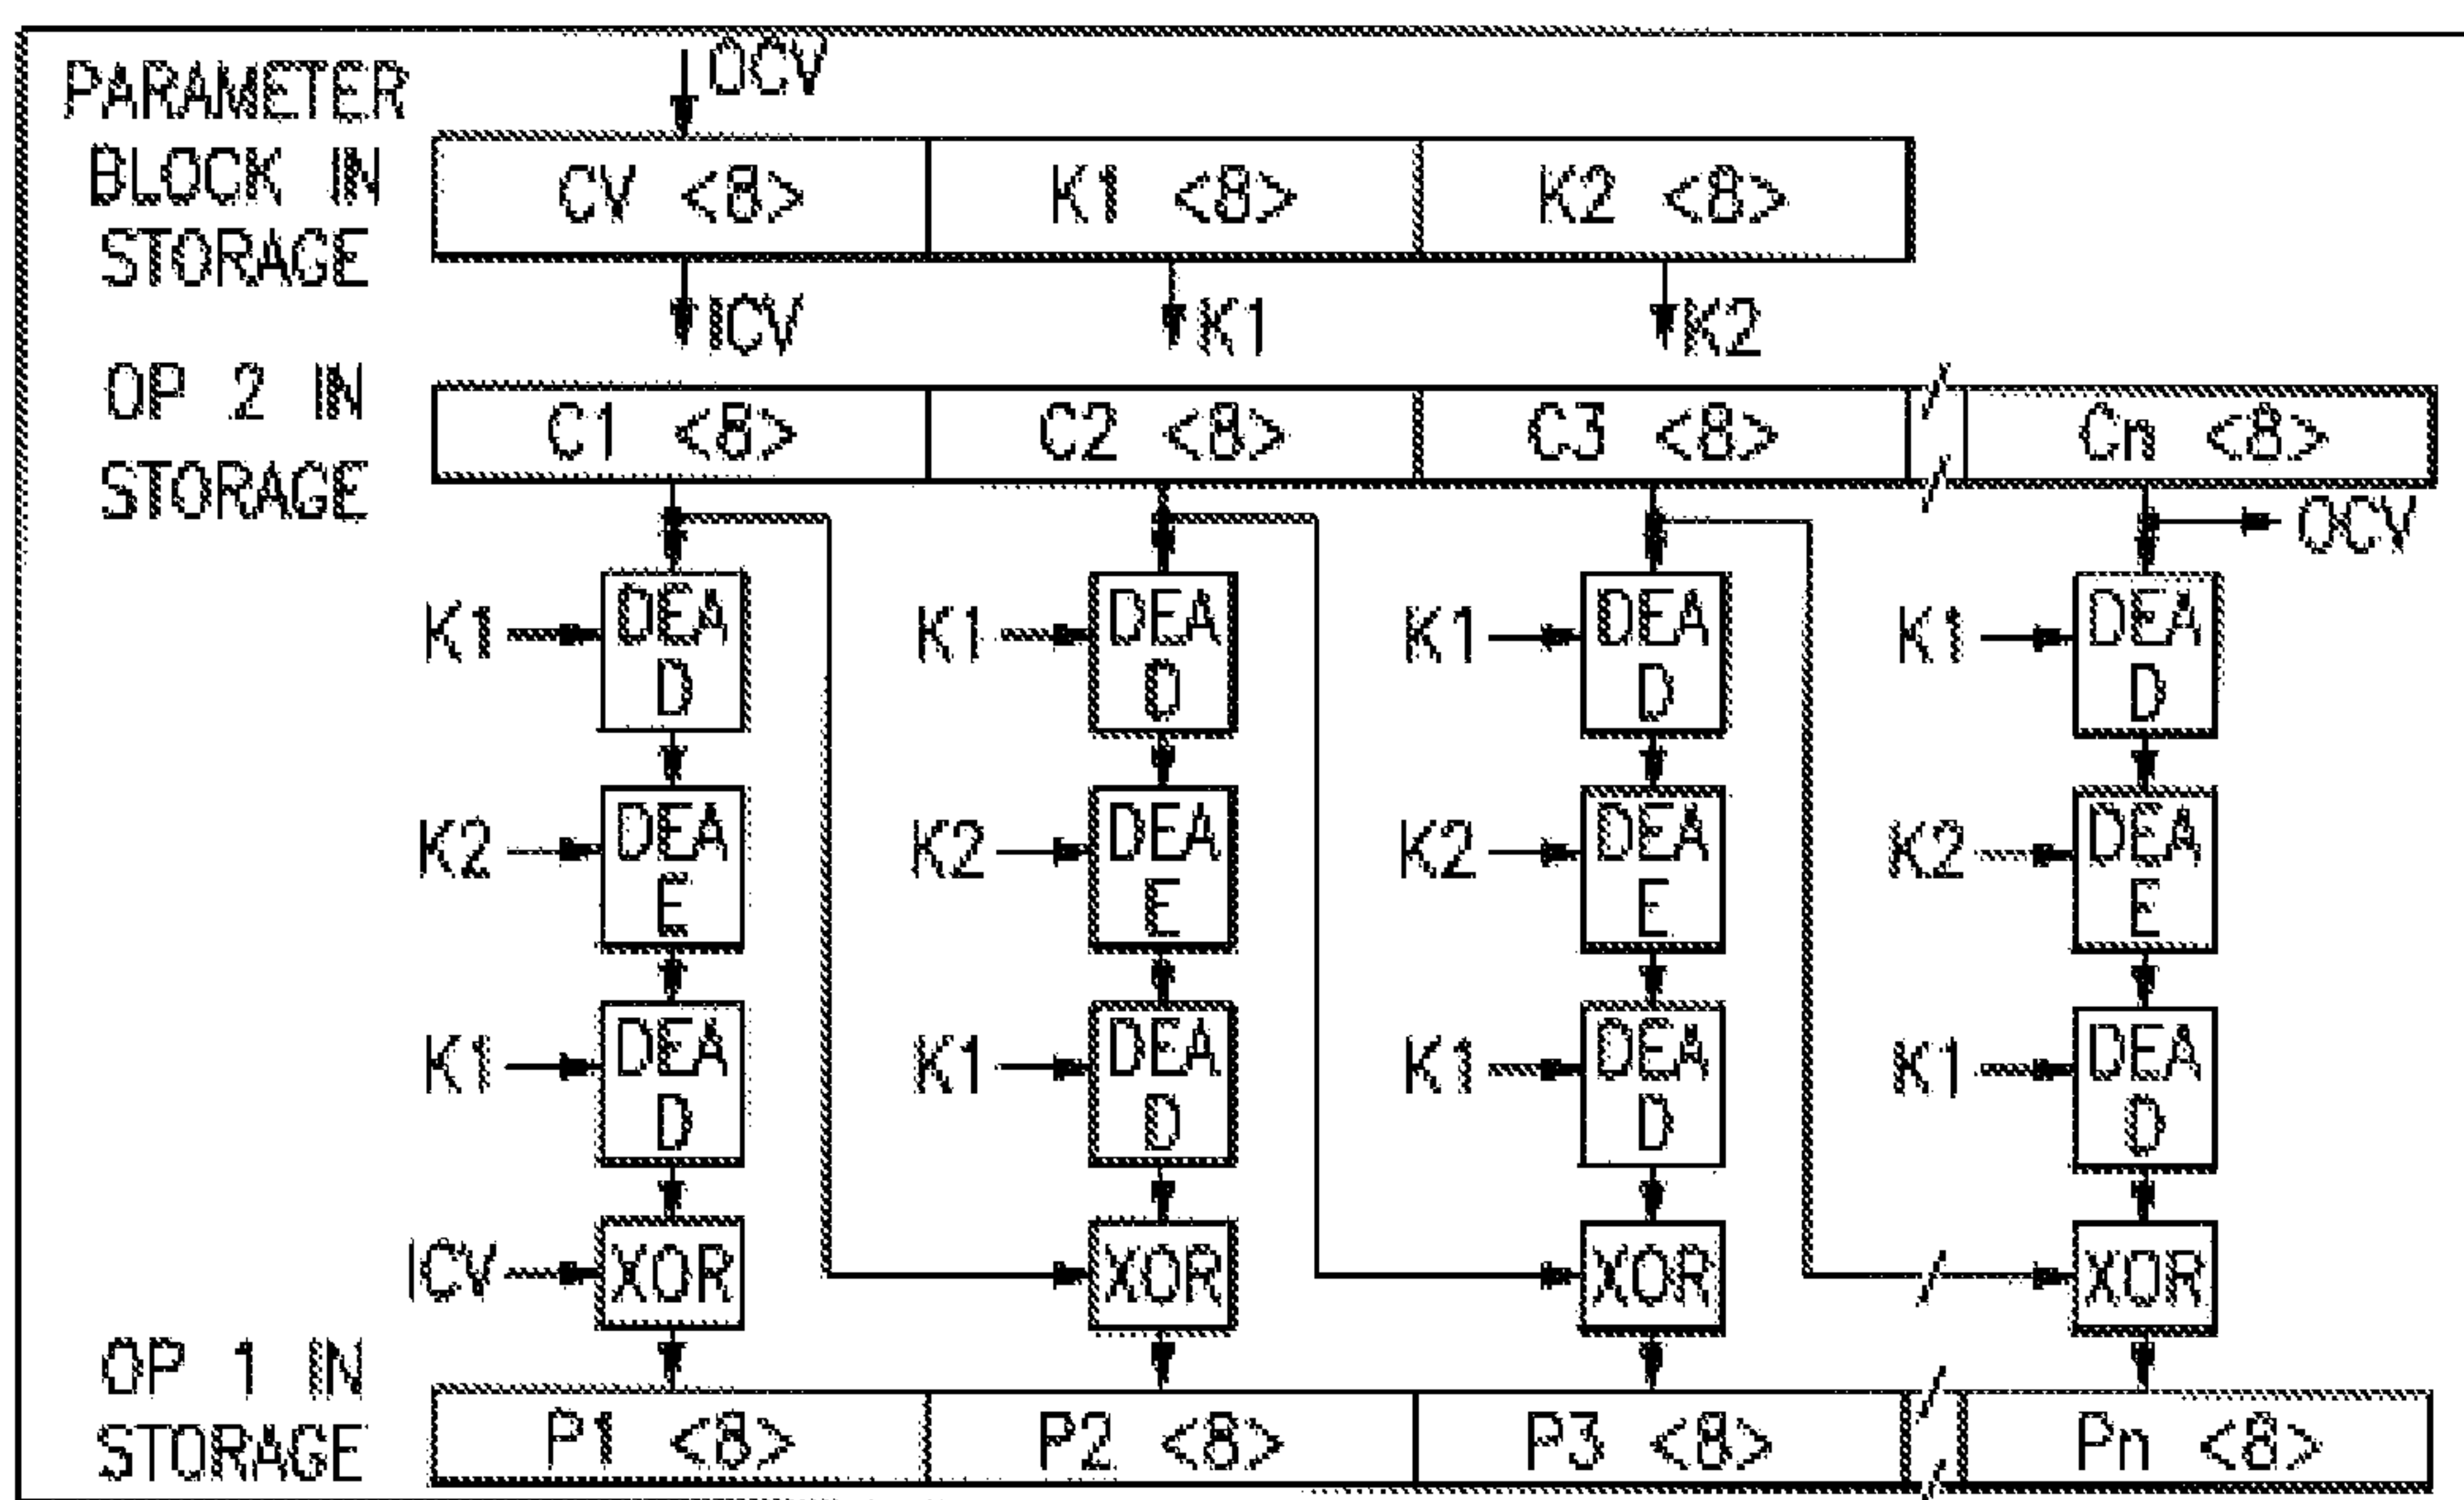 PARAMETER
BLOCK IN
STORAGE
OCV
CV <8> K1 <8> K2 <8>
ICV K1 K2
OP 2 IN
STORAGE
C1 <8> C2 <8> C3 <8> Cn <8>
OCV
K1 DEA K1 DEA K1 DEA K1 DEA
D D D D
K2 DEA K2 DEA K2 DEA K2 DEA
E E E E
K1 DEA K1 DEA K1 DEA K1 DEA
D D D D
ICV XOR XOR XOR XOR
OP 1 IN
STORAGE
P1 <8> P2 <8> P3 <8> Pn <8>